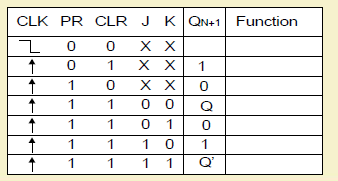 CLK PR CLR J K QN+1 Function
0 0 X X
↑ 0 1 X X 1
↑ 1 0 X X 0
↑ 1 1 0 0 Q
↑ 1 1 0 1 0
↑ 1 1 1 0 1
↑ 1 1 1 1 Q'